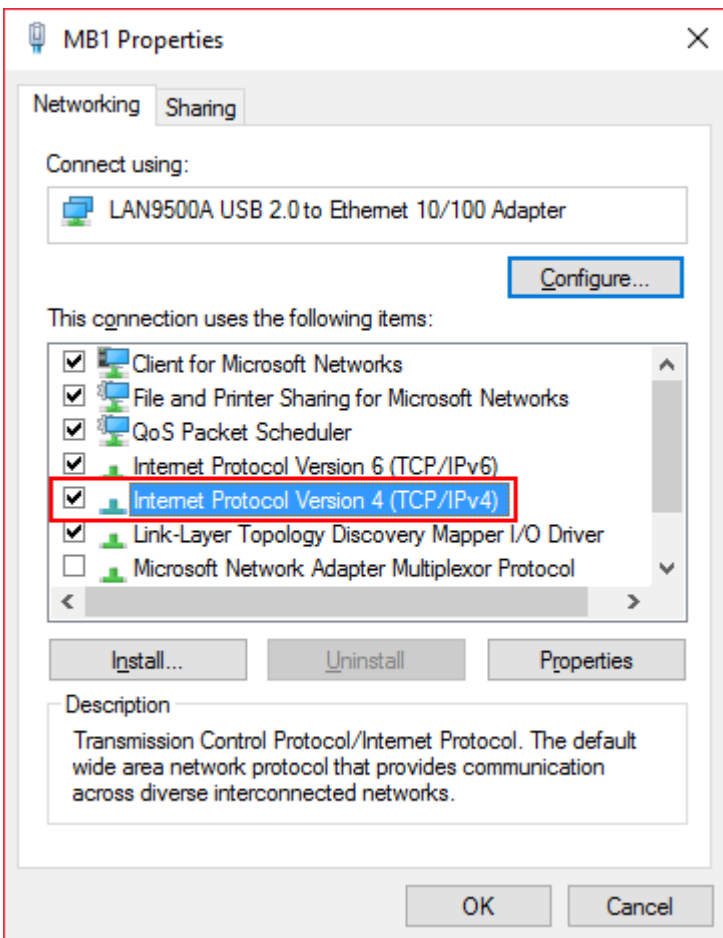 MB1 Properties
Networking
Sharing
Connect using:
LAN9500A USB 2.0 to Ethernet 10/100 Adapter
Configure...
This connection uses the following items:
Client for Microsoft Networks
File and Printer Sharing for Microsoft Networks
QoS Packet Scheduler
Internet Protocol Version 6 (TCP/IPv6)
Internet Protocol Version 4 (TCP/IPv4)
Link-Layer Topology Discovery Mapper I/O Driver
Microsoft Network Adapter Multiplexor Protocol
Install...
Uninstall
Properties
Description
Transmission Control Protocol/Internet Protocol. The default
wide area network protocol that provides communication
across diverse interconnected networks.
OK
Cancel